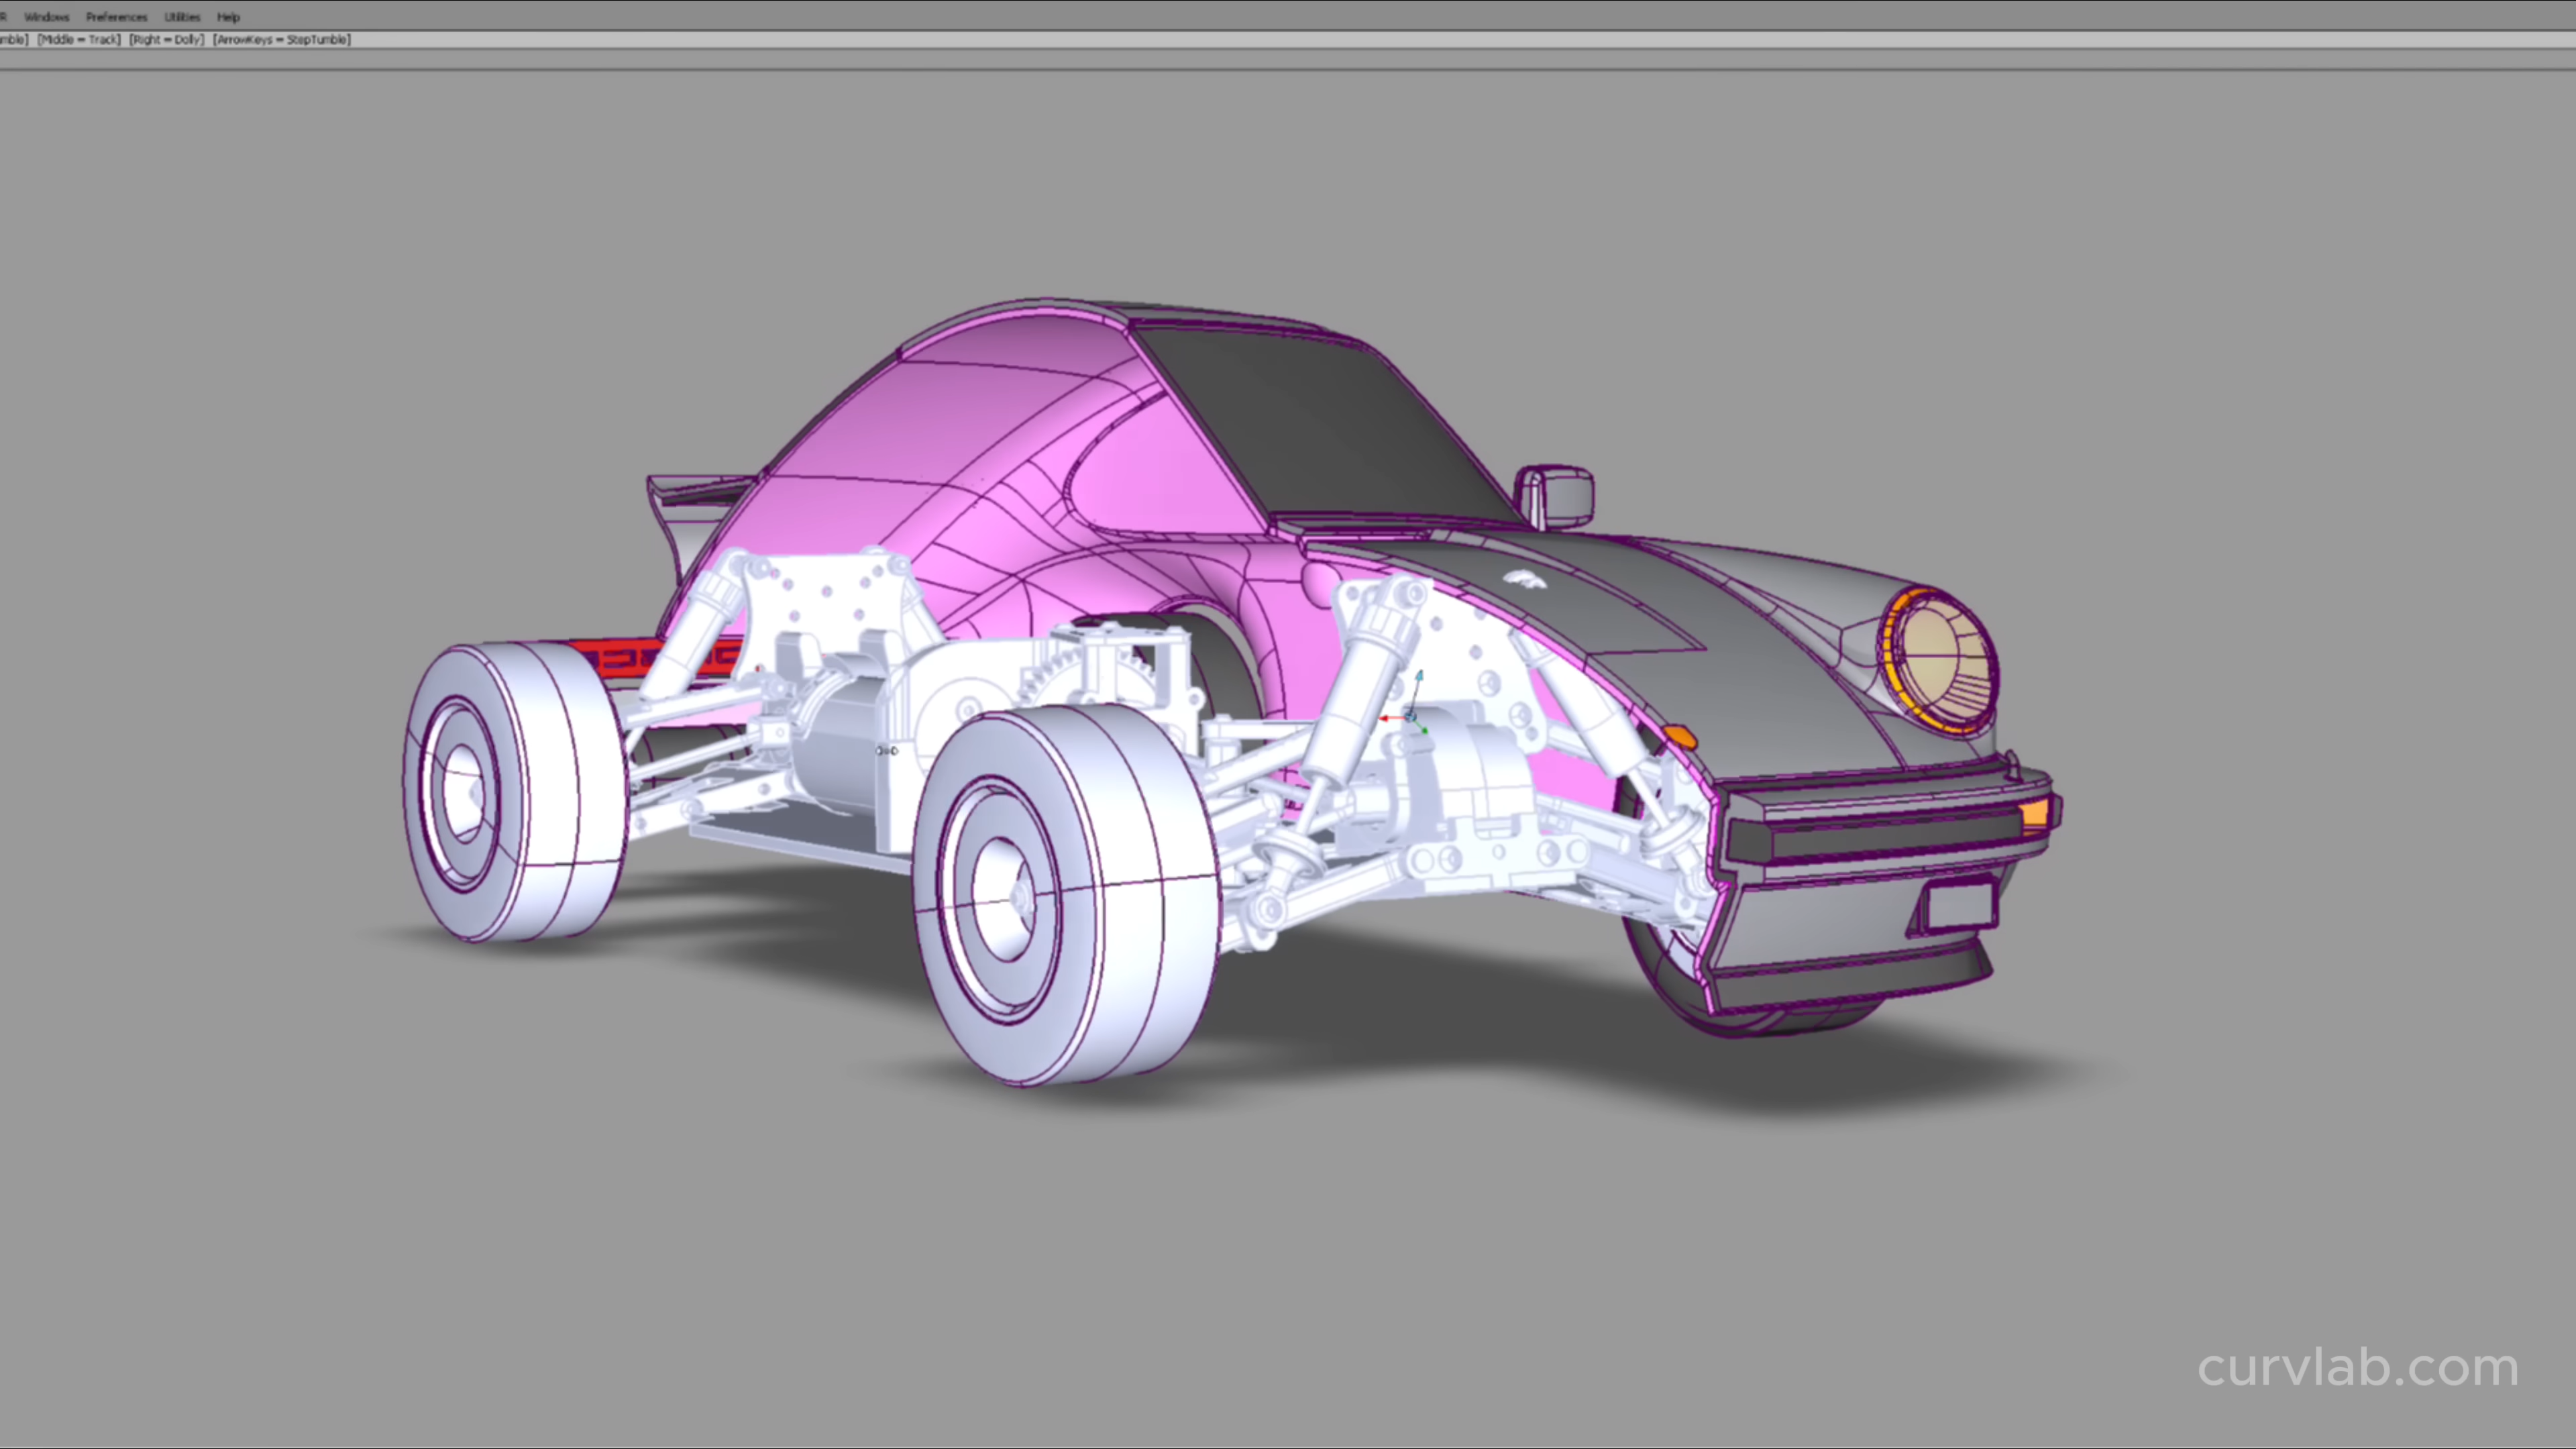 Windows Preferences Utilities Help
[Middle = Track] [Right = Dolly] [ArrowKeys = StepTumble]
curvlab.com